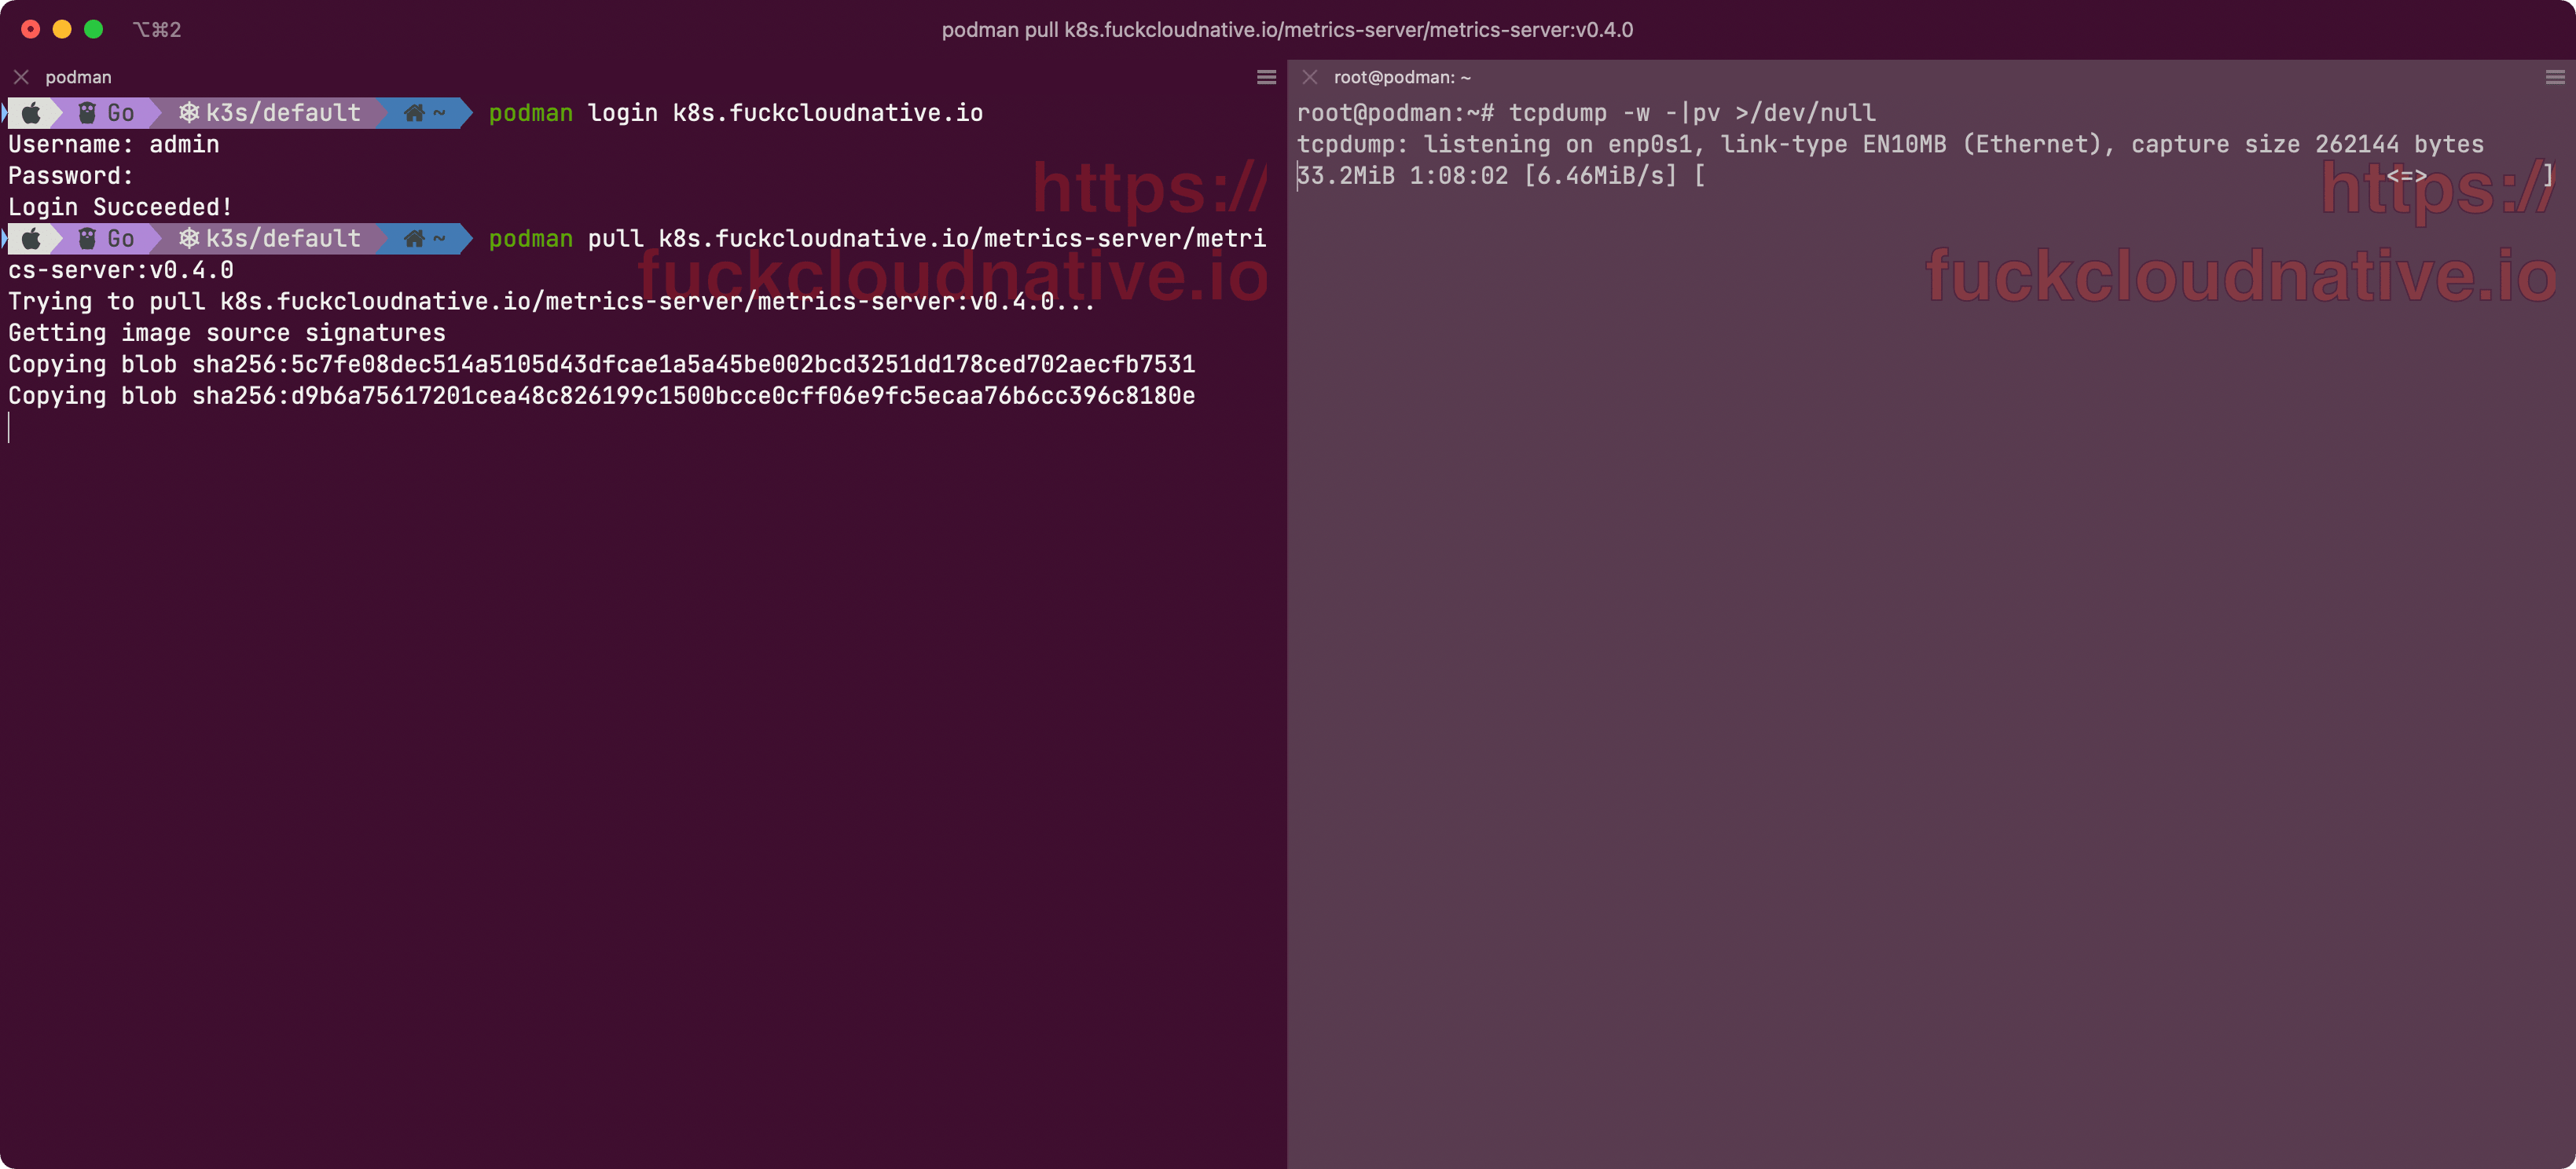 ⌥⌘2
podman pull k8s.fuckcloudnative.io/metrics-server/metrics-server:v0.4.0
podman
Go k3s/default ~ podman login k8s.fuckcloudnative.io
Username: admin
Password:
Login Succeeded!
Go k3s/default ~ podman pull k8s.fuckcloudnative.io/metrics-server/metri
cs-server:v0.4.0
Trying to pull k8s.fuckcloudnative.io/metrics-server/metrics-server:v0.4.0...
Getting image source signatures
Copying blob sha256:5c7fe08dec514a5105d43dfcae1a5a45be002bcd3251dd178ced702aecfb7531
Copying blob sha256:d9b6a75617201cea48c826199c1500bcce0cff06e9fc5ecaa76b6cc396c8180e
https://
fuckcloudnative.io
root@podman: ~
root@podman:~# tcpdump -w -|pv >/dev/null
tcpdump: listening on enp0s1, link-type EN10MB (Ethernet), capture size 262144 bytes
33.2MiB 1:08:02 [6.46MiB/s] [ <=> ]
https://
fuckcloudnative.io